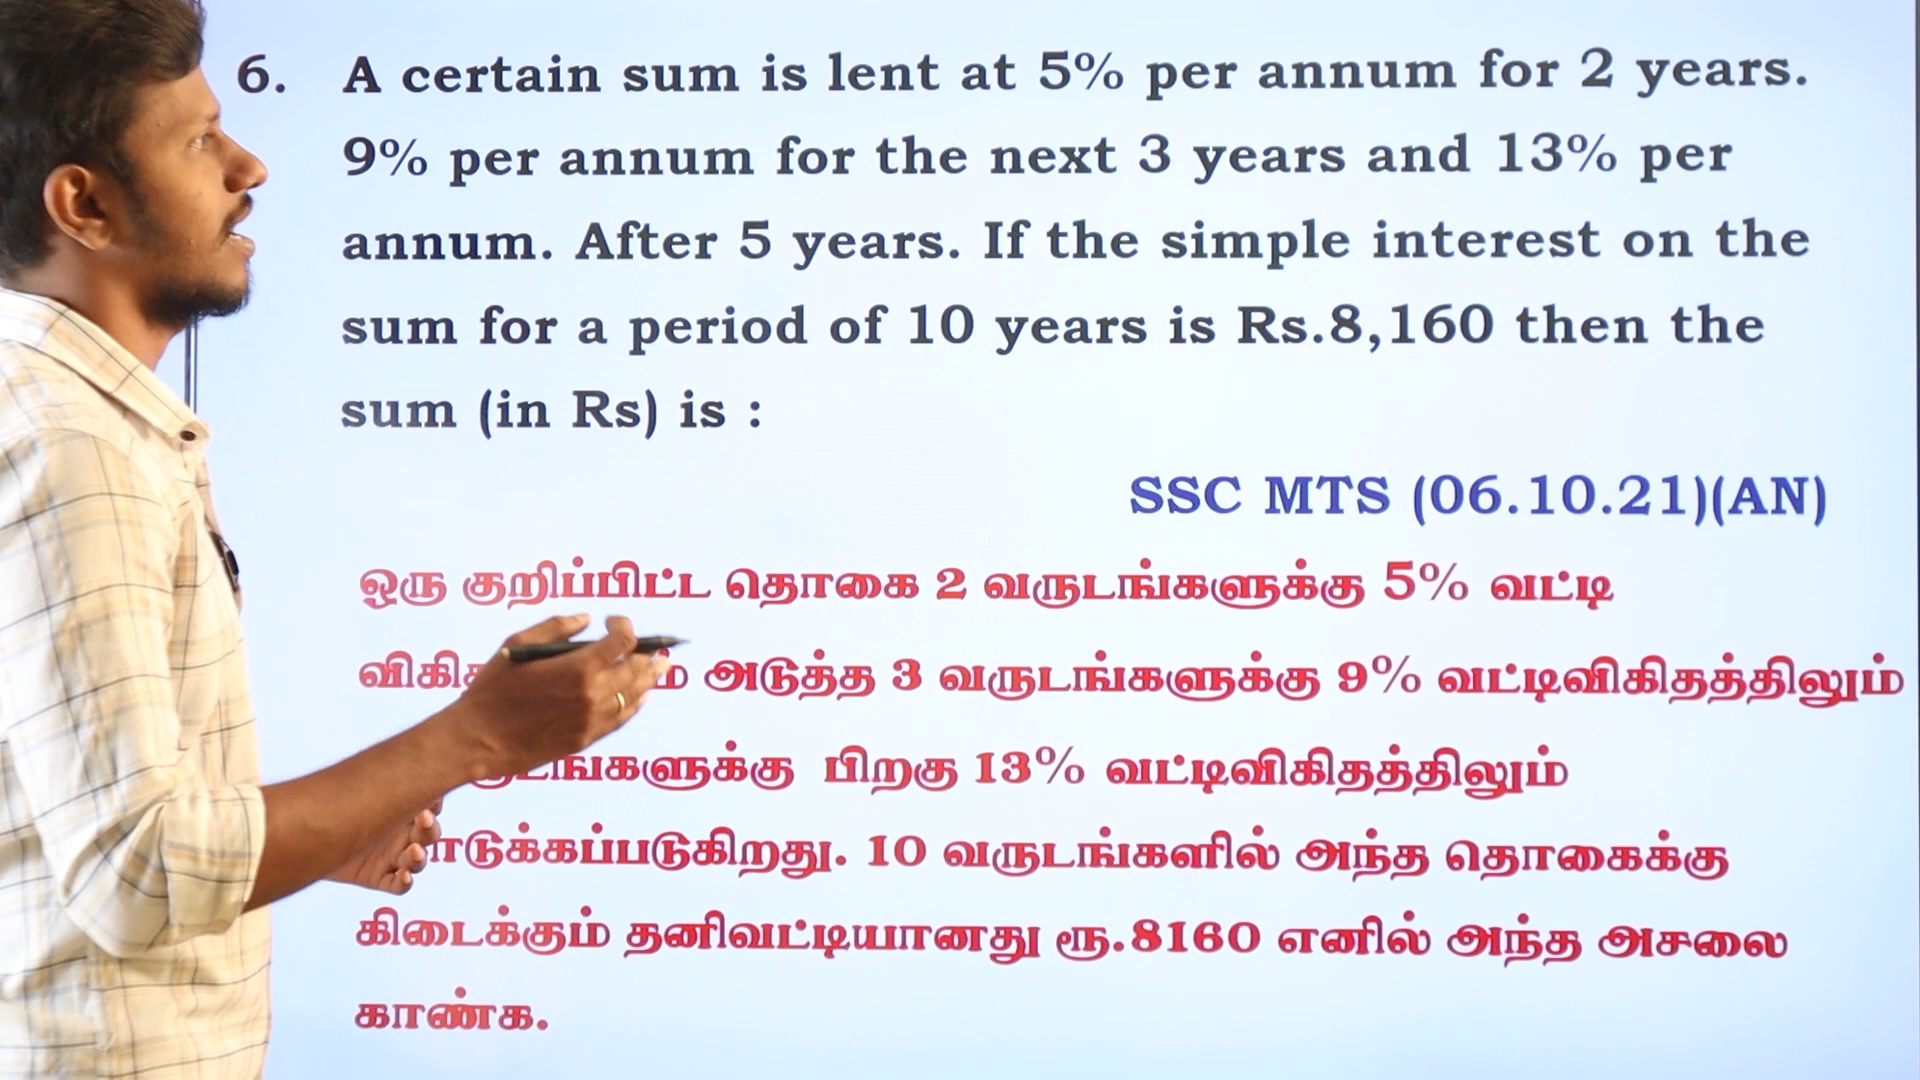 6. A certain sum is lent at 5% per annum for 2 years.
9% per annum for the next 3 years and 13% per
annum. After 5 years. If the simple interest on the
sum for a period of 10 years is Rs.8,160 then the
sum (in Rs) is :
SSC MTS (06.10.21)(AN)
ஒரு குறிப்பிட்ட தொகை 2 வருடங்களுக்கு 5% வட்டி
அடுத்த 3 வருடங்களுக்கு 9% வட்டிவிகிதத்திலும்
பிறகு 13% வட்டிவிகிதத்திலும்
10 வருடங்களில் அந்த தொகைக்கு
கிடைக்கும் தனிவட்டியானது ரூ.8160 எனில் அந்த அசலை
காண்க.